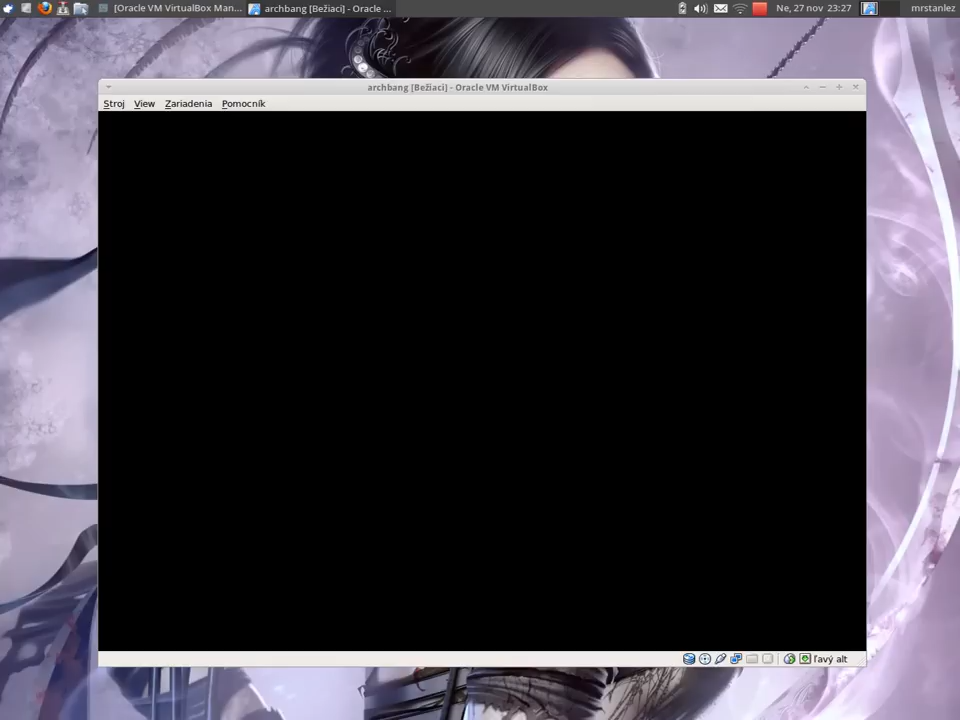 [Oracle VM VirtualBox Man... archbang [Bežiaci] - Oracle ... Ne, 27 nov 23:27 mrstanlez
archbang [Bežiaci] - Oracle VM VirtualBox
Stroj View Zariadenia Pomocník
ľavý alt